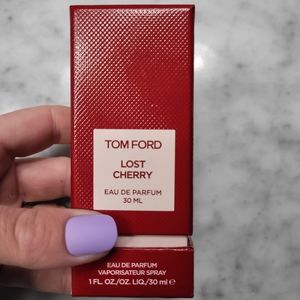 TOM FORD
LOST
CHERRY
EAU DE PARFUM
30 ML
EAU DE PARFUM
VAPORISATEUR SPRAY
1 FL. OZ./OZ. LIQ./30 ml ℮